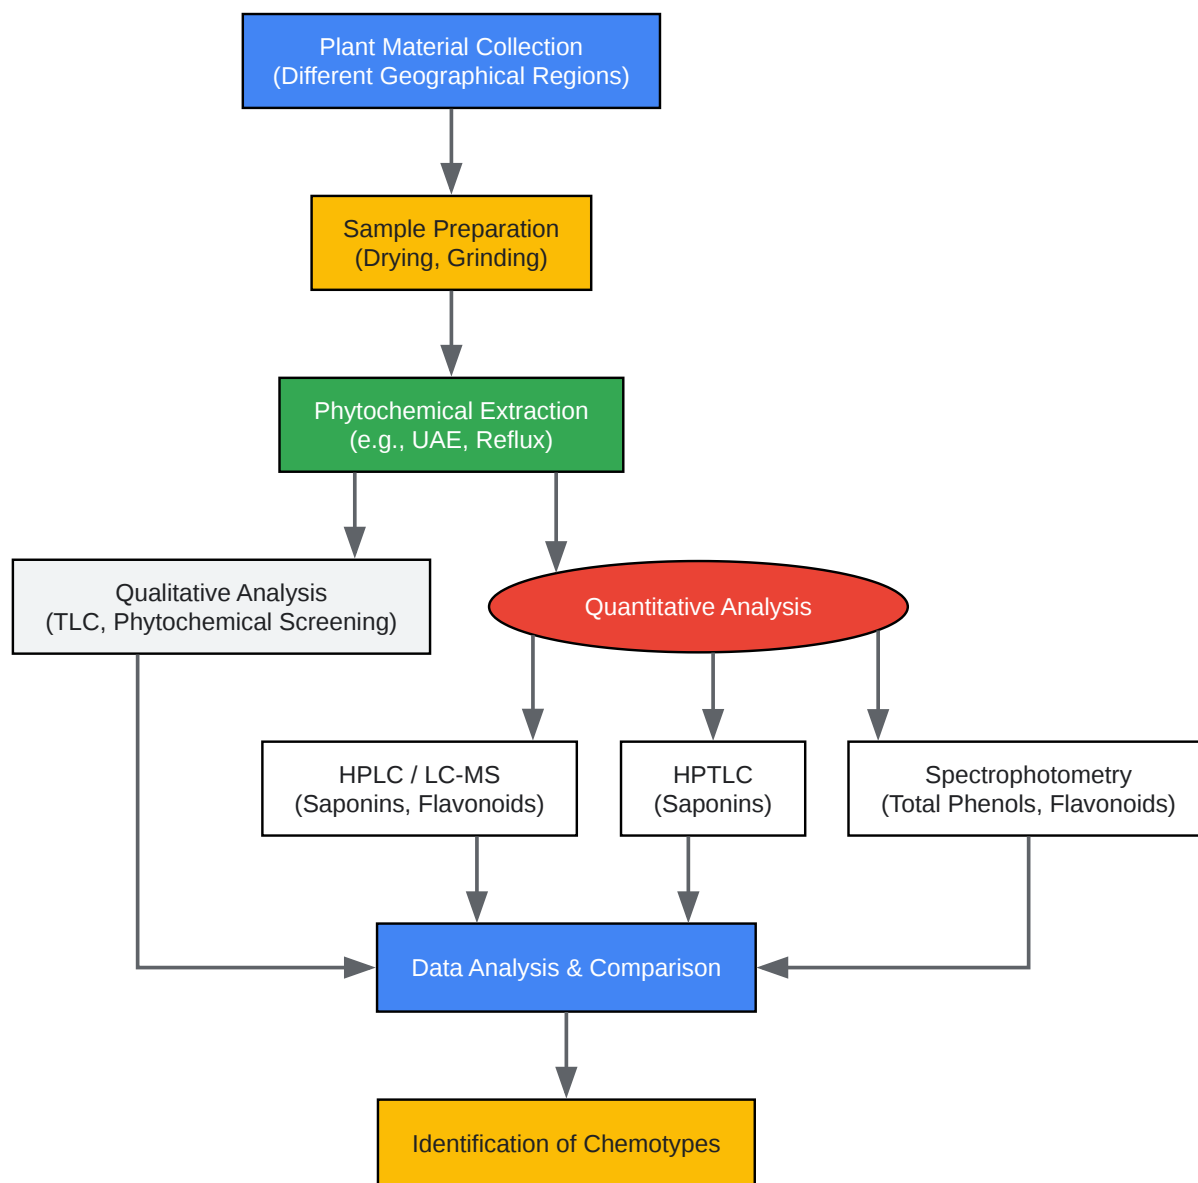 Plant Material Collection
(Different Geographical Regions)
Sample Preparation
(Drying, Grinding)
Phytochemical Extraction
(e.g., UAE, Reflux)
Qualitative Analysis
(TLC, Phytochemical Screening)
Quantitative Analysis
HPLC / LC-MS
(Saponins, Flavonoids)
HPTLC
(Saponins)
Spectrophotometry
(Total Phenols, Flavonoids)
Data Analysis & Comparison
Identification of Chemotypes